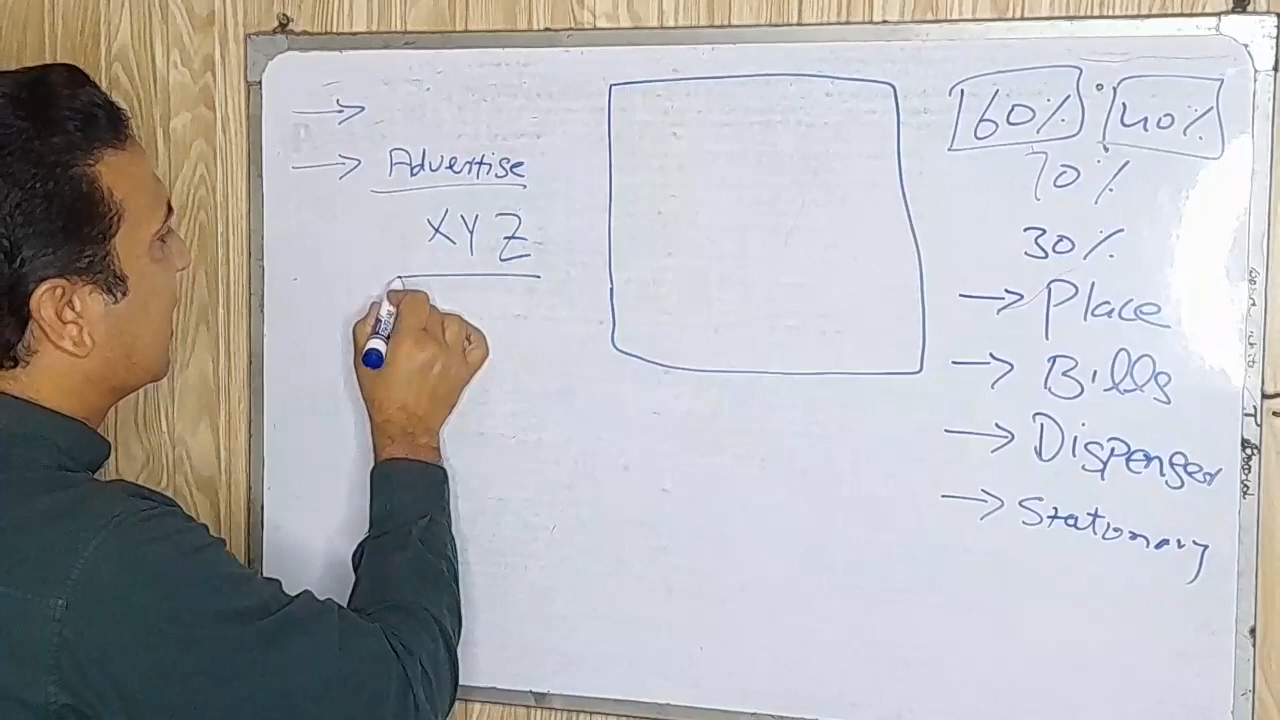 →
→ Advertise
XYZ
60% : 40%
70%
30%
→ Place
→ Bills
→ Dispenser
→ Stationary